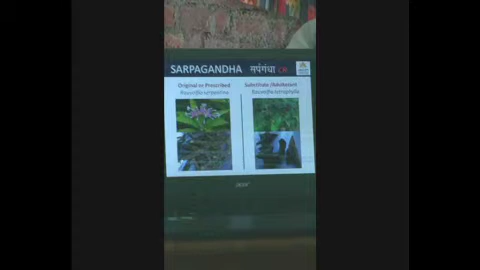 SARPAGANDHA सर्पगंधा
Original or Prescribed
Rauvolfia serpentina
Substitute /Adulterant
Rauvolfia tetraphylla
acer